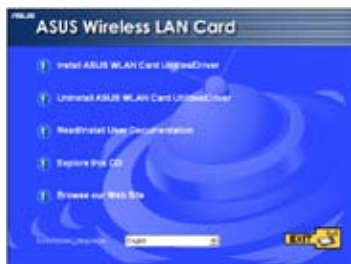 ASUS
ASUS Wireless LAN Card
Install ASUS WLAN Card Utilities/Driver
Uninstall ASUS WLAN Card Utilities/Driver
Read/Install User Documentation
Explore this CD
Browse our Web Site
English
EXIT